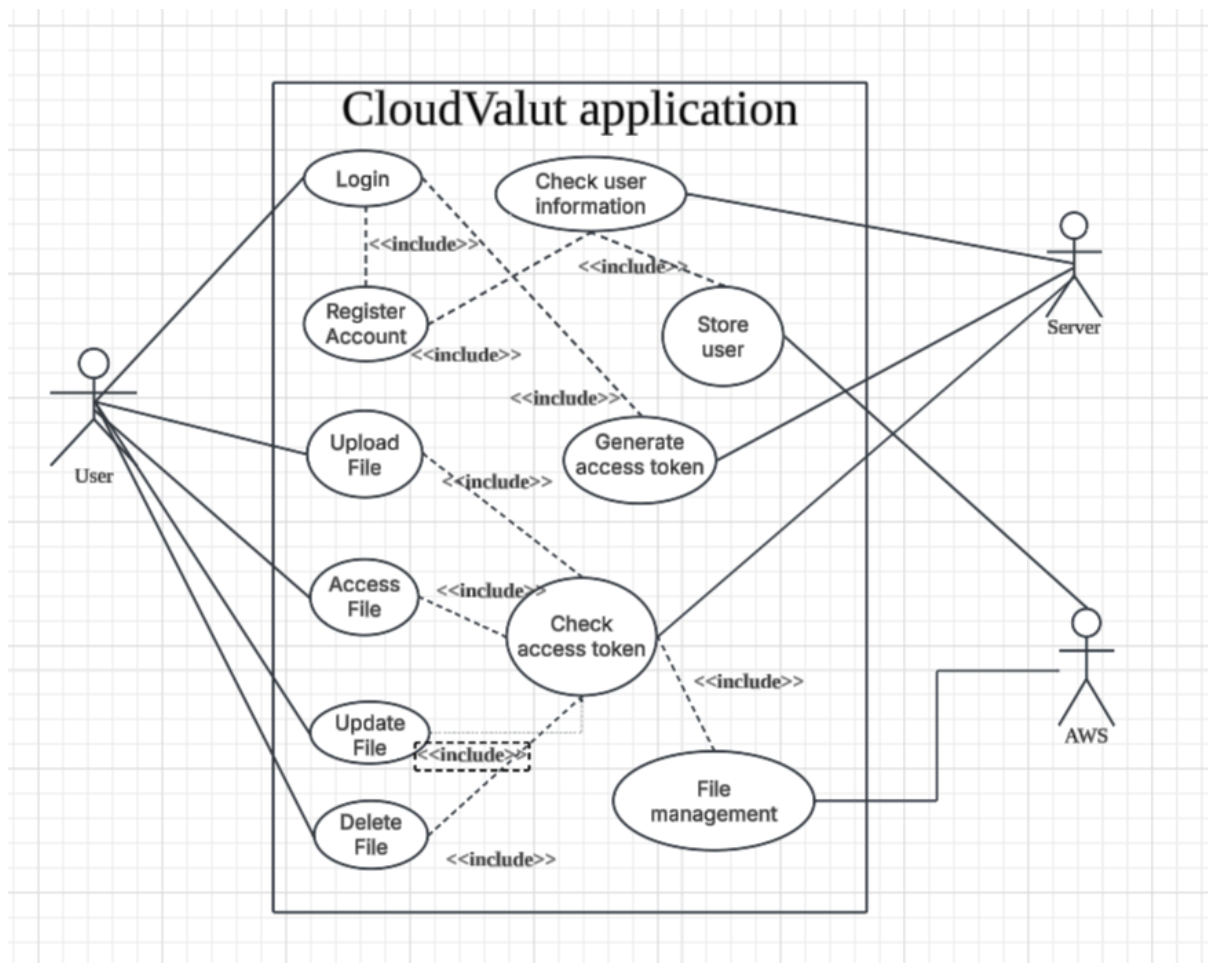 CloudValut application
Login
Check user
information
<<include>>
<<include>>
Register
Account
Store
user
Server
<<include>>
<<include>>
Upload
File
Generate
access token
User
<<include>>
Access
File
<<include>>
Check
access token
<<include>>
Update
File
<<include>>
AWS
File
management
Delete
File
<<include>>